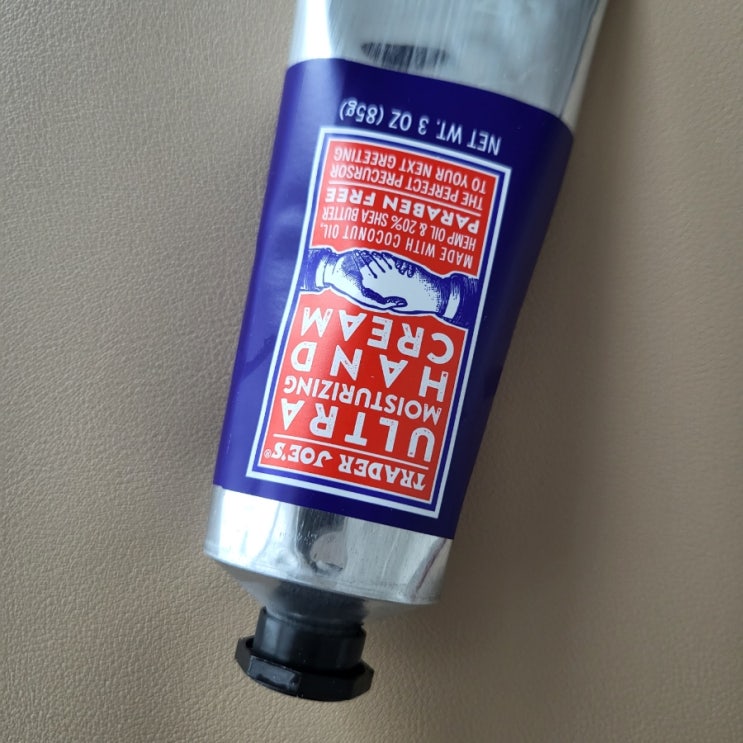 TRADER JOE'S®
ULTRA
MOISTURIZING
HAND
CREAM
MADE WITH COCONUT OIL,
HEMP OIL & 20% SHEA BUTTER
PARABEN FREE
THE PERFECT PRECURSOR
TO YOUR NEXT GREETING
NET WT. 3 OZ (85g)